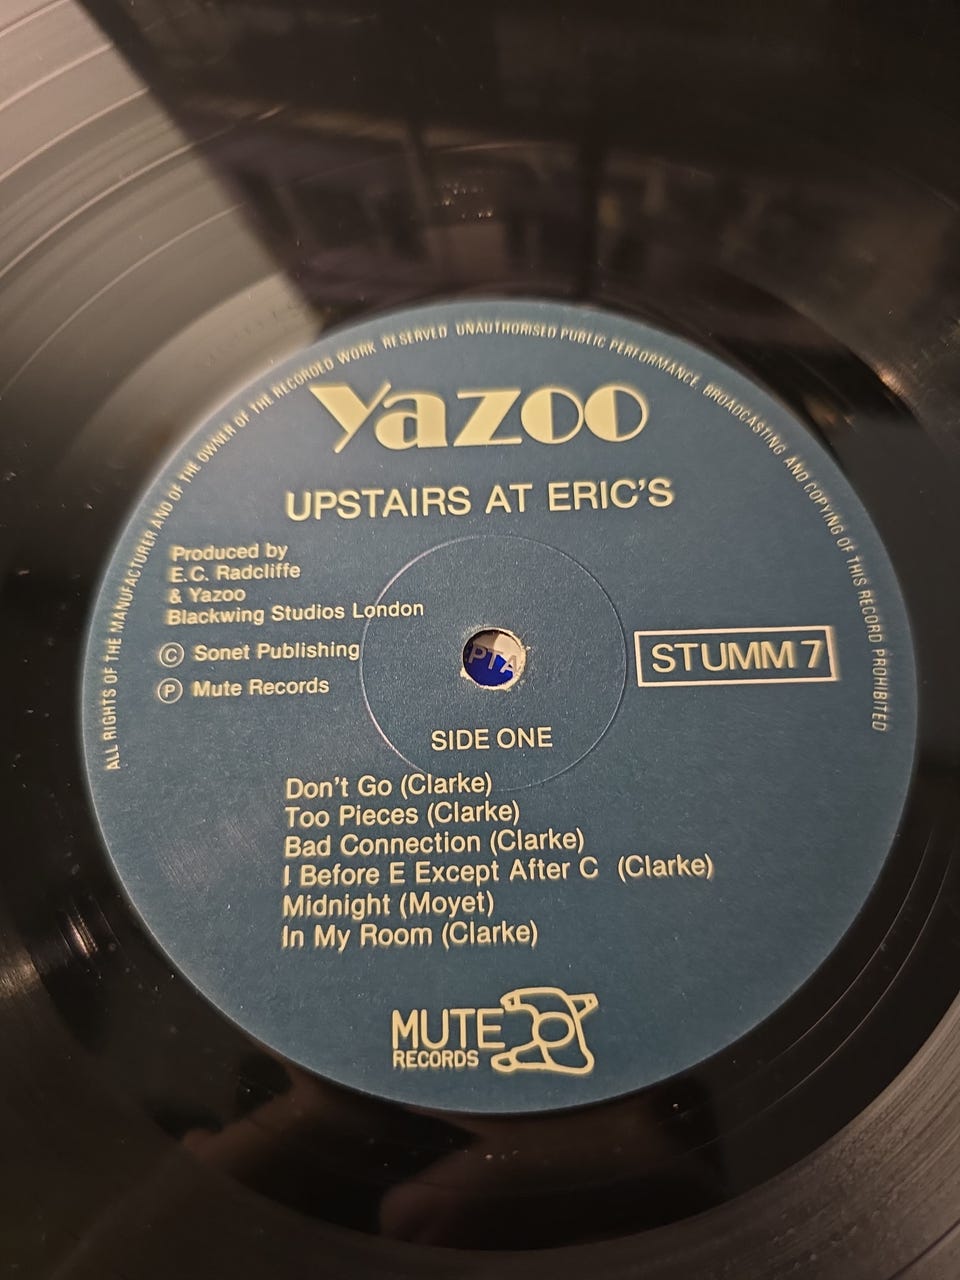 ALL RIGHTS OF THE MANUFACTURER AND OF THE OWNER OF THE RECORDED WORK RESERVED UNAUTHORISED PUBLIC PERFORMANCE, BROADCASTING AND COPYING OF THIS RECORD PROHIBITED
Yazoo
UPSTAIRS AT ERIC'S
Produced by
E.C. Radcliffe
& Yazoo
Blackwing Studios London
Ⓒ Sonet Publishing
Ⓟ Mute Records
PTA
STUMM 7
SIDE ONE
Don't Go (Clarke)
Too Pieces (Clarke)
Bad Connection (Clarke)
I Before E Except After C (Clarke)
Midnight (Moyet)
In My Room (Clarke)
MUTE
RECORDS